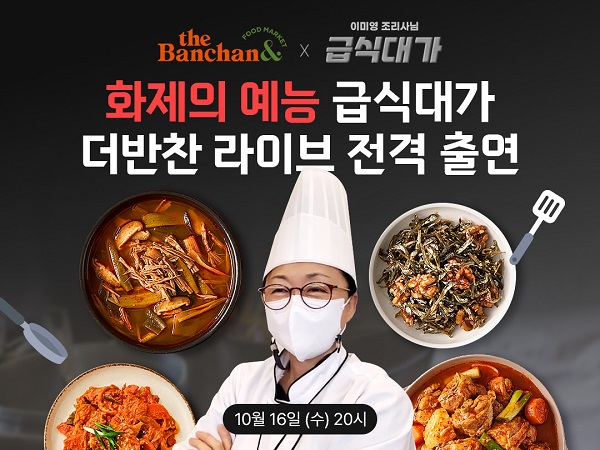 the
Banchan&
FOOD MARKET
X
이미영 조리사님
급식대가
화제의 예능 급식대가
더반찬 라이브 전격 출연
10월 16일 (수) 20시